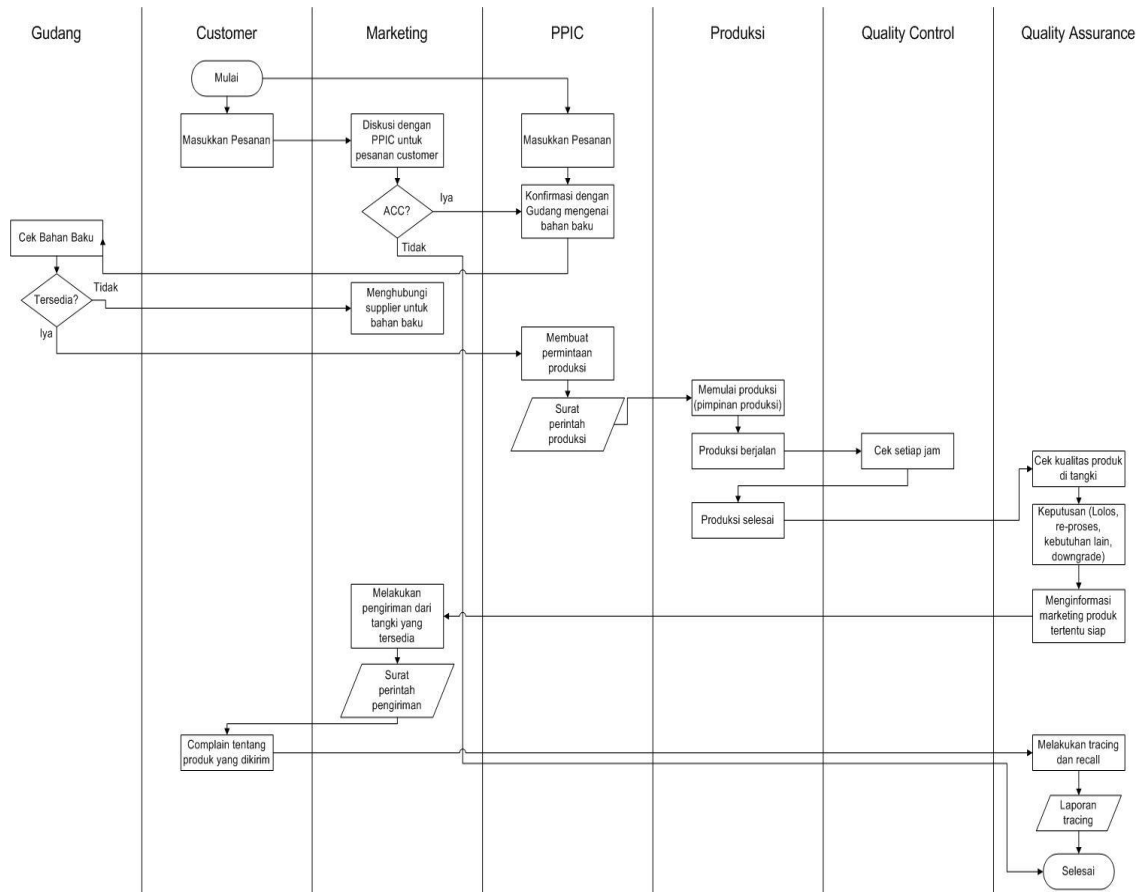 Gudang
Customer
Marketing
PPIC
Produksi
Quality Control
Quality Assurance
Mulai
Masukkan Pesanan
Diskusi dengan
PPIC untuk
pesanan customer
Masukkan Pesanan
ACC?
Iya
Tidak
Konfirmasi dengan
Gudang mengenai
bahan baku
Cek Bahan Baku
Tersedia?
Tidak
Iya
Menghubungi
supplier untuk
bahan baku
Membuat
permintaan
produksi
Surat
perintah
produksi
Memulai produksi
(pimpinan produksi)
Produksi berjalan
Cek setiap jam
Produksi selesai
Cek kualitas produk
di tangki
Keputusan (Lolos,
re-proses,
kebutuhan lain,
downgrade)
Menginformasi
marketing produk
tertentu siap
Melakukan
pengiriman dari
tangki yang
tersedia
Surat
perintah
pengiriman
Complain tentang
produk yang dikirim
Melakukan tracing
dan recall
Laporan
tracing
Selesai